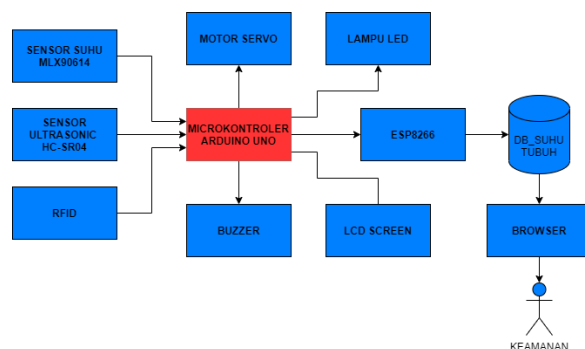 SENSOR SUHU
MLX90614
MOTOR SERVO
LAMPU LED
SENSOR
ULTRASONIC
HC-SR04
MICROKONTROLER
ARDUINO UNO
ESP8266
DB_SUHU
TUBUH
RFID
BUZZER
LCD SCREEN
BROWSER
KEAMANAN